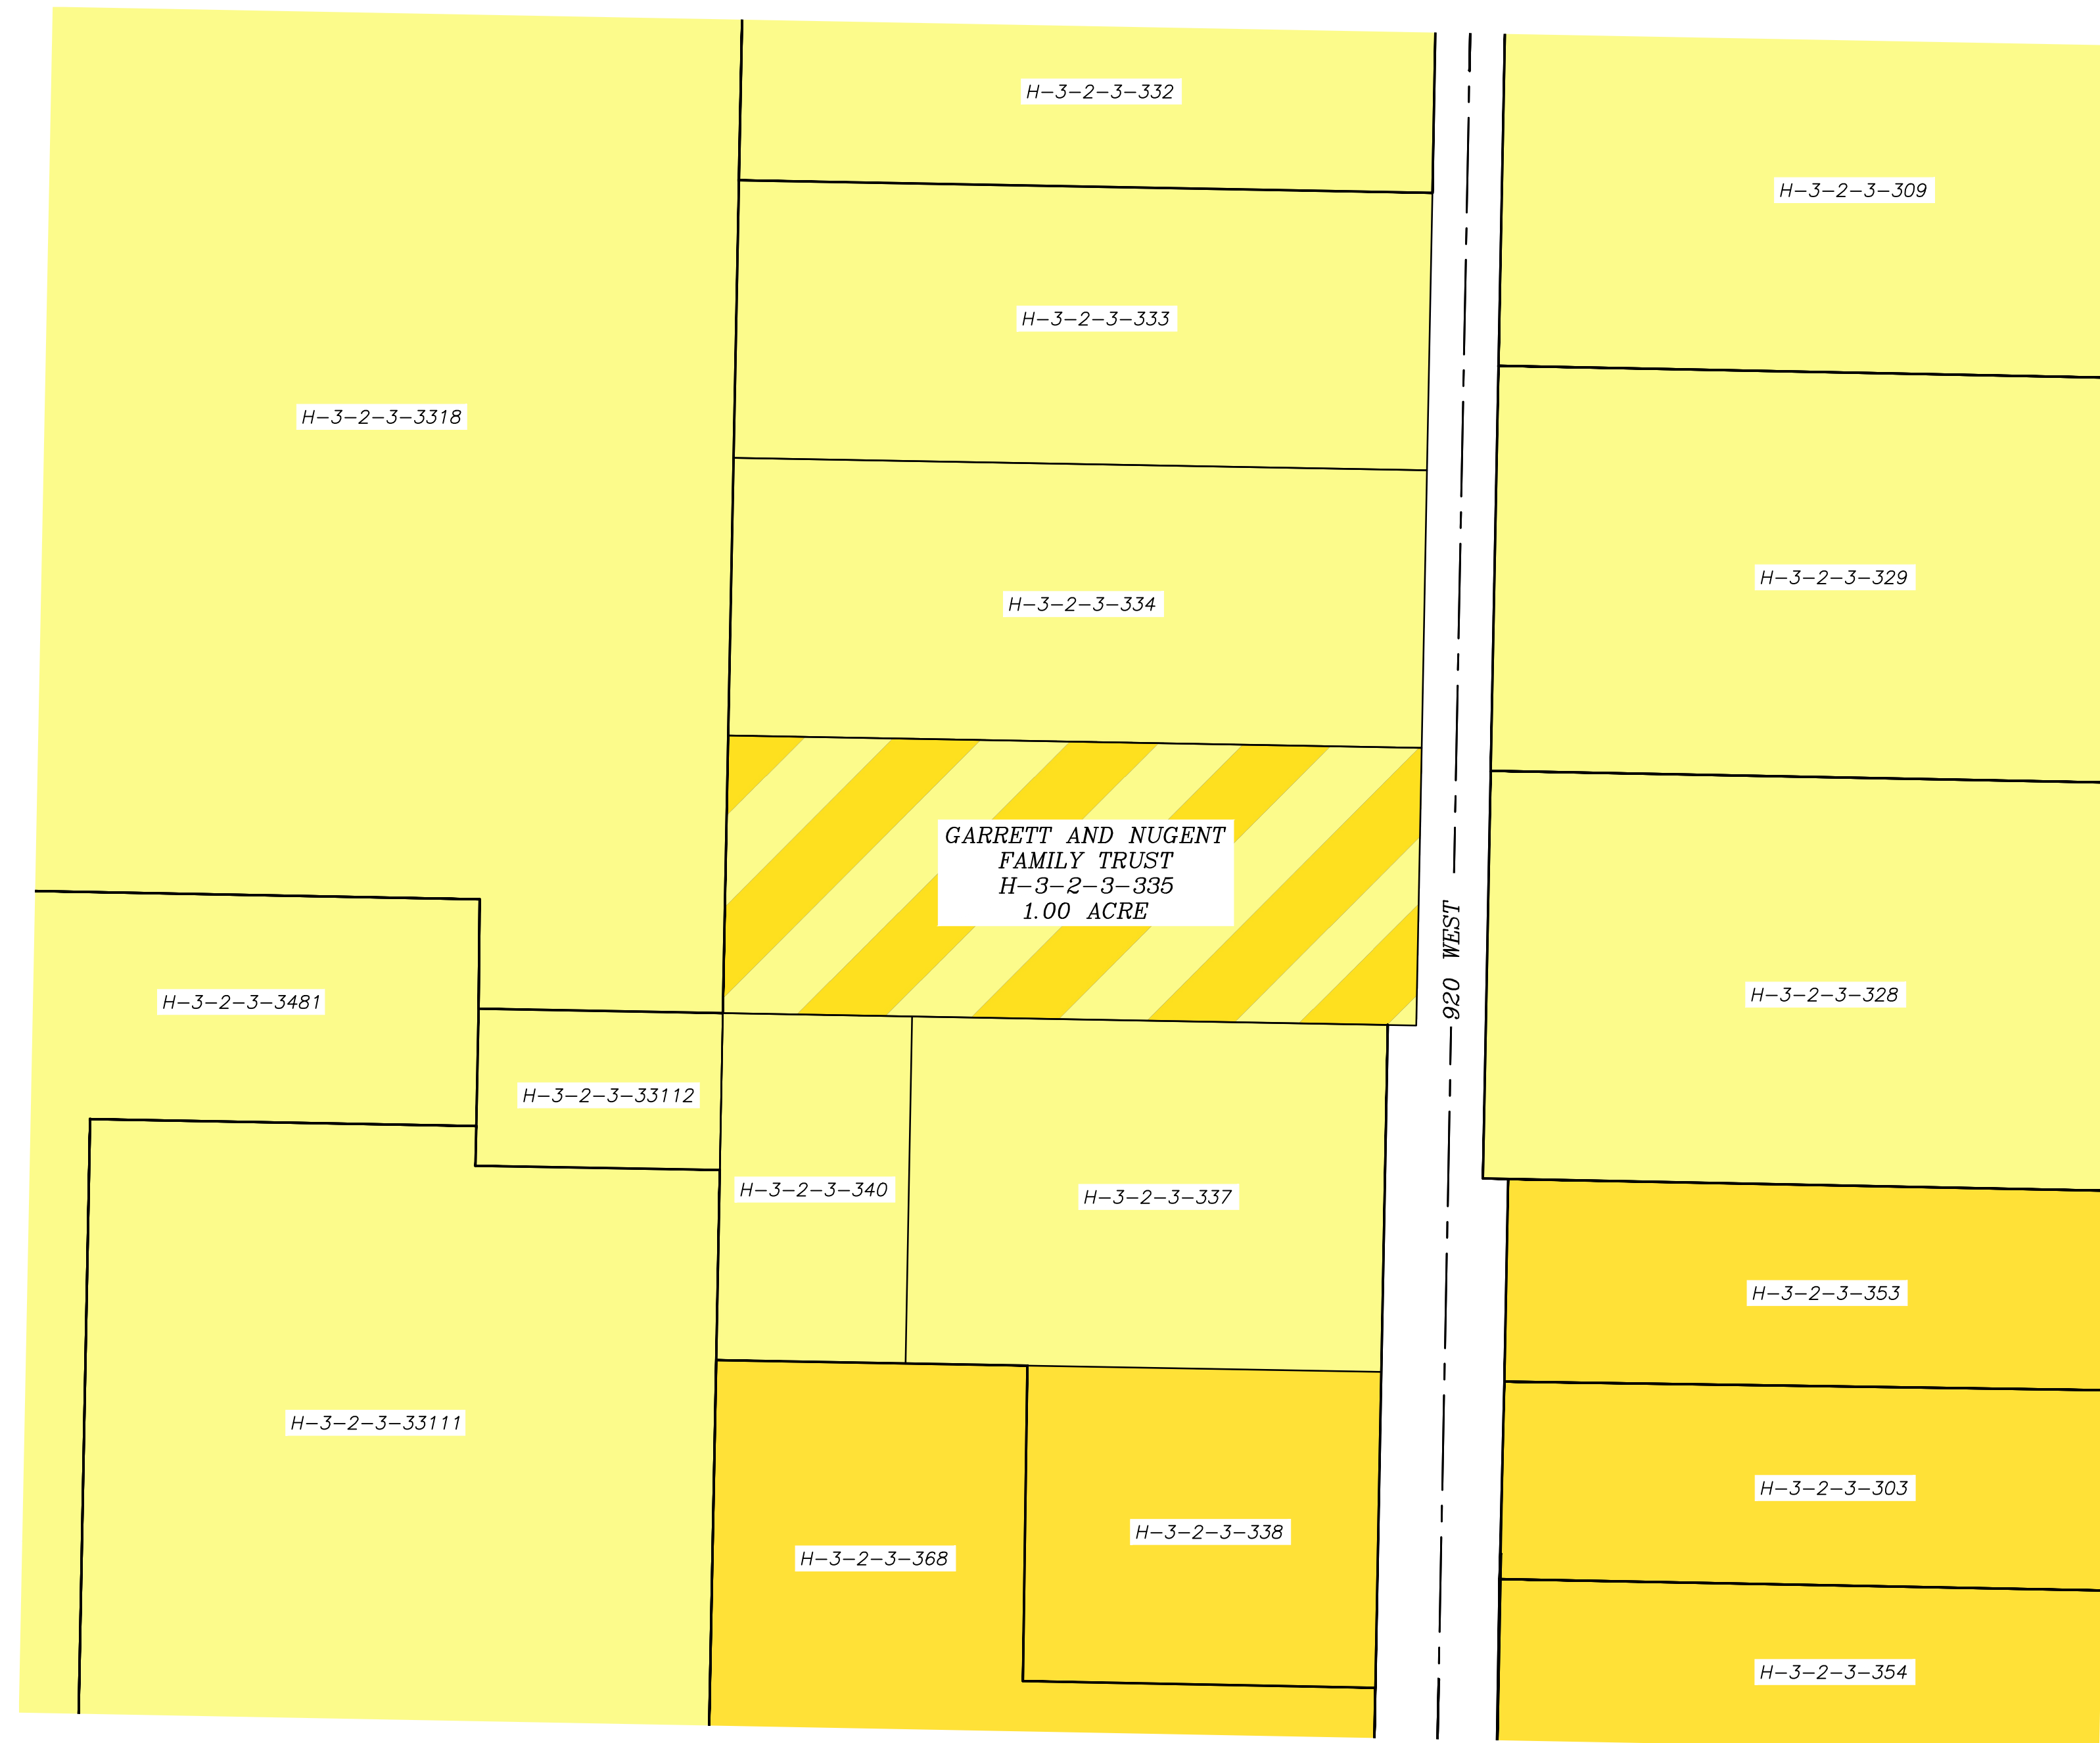 H-3-2-3-332
H-3-2-3-309
H-3-2-3-333
H-3-2-3-3318
H-3-2-3-329
H-3-2-3-334
GARRETT AND NUGENT
FAMILY TRUST
H-3-2-3-335
1.00 ACRE
920 WEST
H-3-2-3-328
H-3-2-3-3481
H-3-2-3-33112
H-3-2-3-340
H-3-2-3-337
H-3-2-3-353
H-3-2-3-33111
H-3-2-3-303
H-3-2-3-338
H-3-2-3-368
H-3-2-3-354